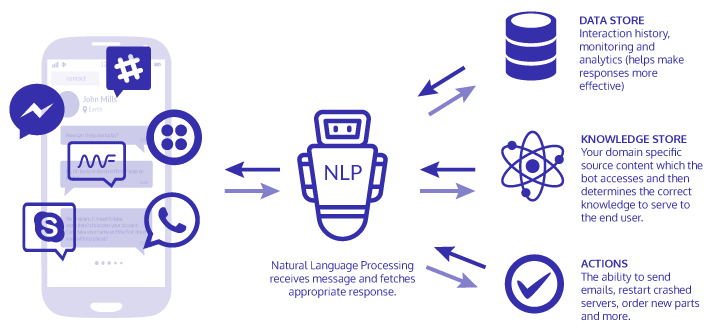 contact
John Mills
Earth
NLP
Natural Language Processing
receives message and fetches
appropriate response.
DATA STORE
Interaction history,
monitoring and
analytics (helps make
responses more
effective)
KNOWLEDGE STORE
Your domain specific
source content which the
bot accesses and then
determines the correct
knowledge to serve to
the end user.
ACTIONS
The ability to send
emails, restart crashed
servers, order new parts
and more.